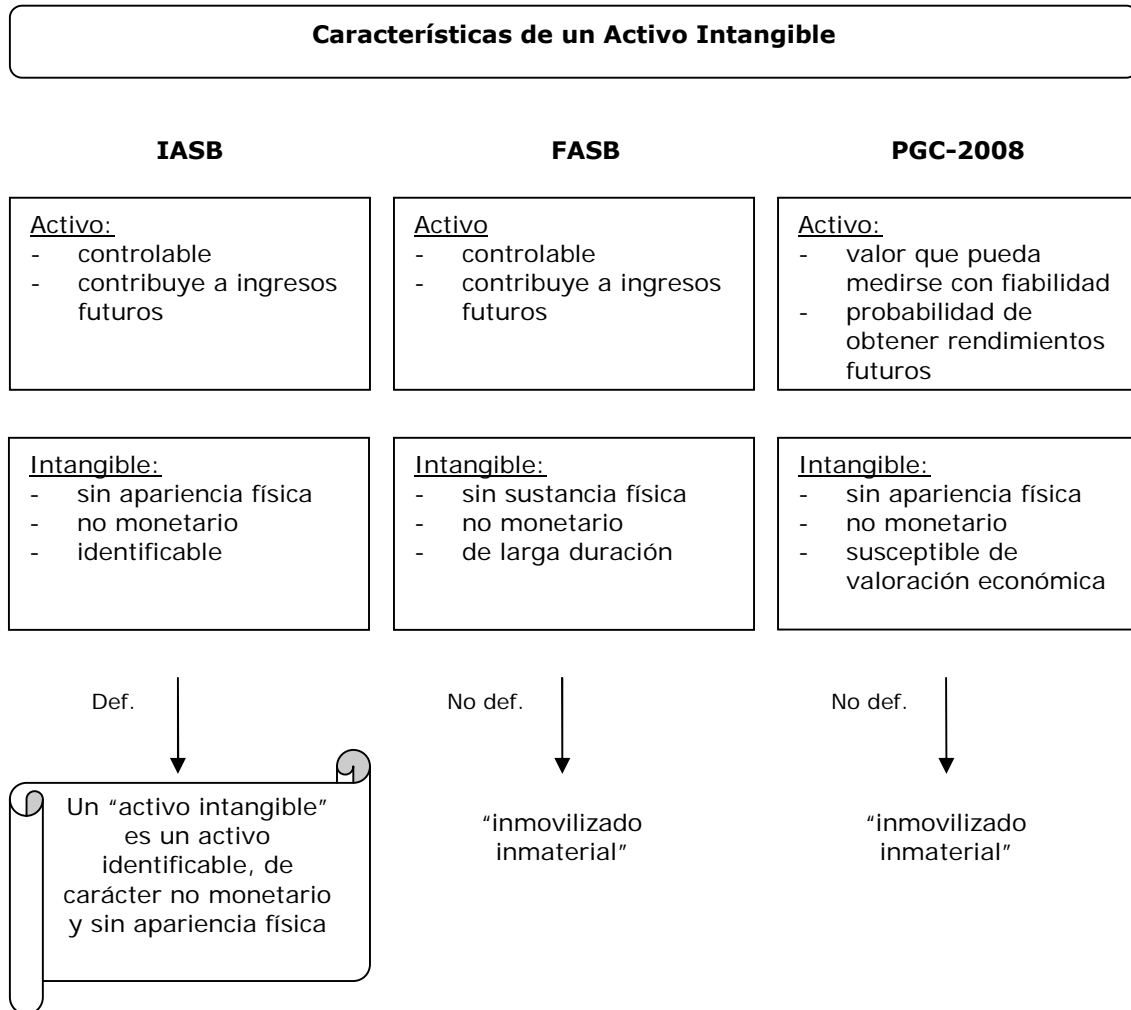 Características de un Activo Intangible
IASB
FASB
PGC-2008
Activo:
- controlable
- contribuye a ingresos
futuros
Activo
- controlable
- contribuye a ingresos
futuros
Activo:
- valor que pueda
medirse con fiabilidad
- probabilidad de
obtener rendimientos
futuros
Intangible:
- sin apariencia física
- no monetario
- identificable
Intangible:
- sin sustancia física
- no monetario
- de larga duración
Intangible:
- sin apariencia física
- no monetario
- susceptible de
valoración económica
Def.
No def.
No def.
Un “activo intangible”
es un activo
identificable, de
carácter no monetario
y sin apariencia física
“inmovilizado
inmaterial”
“inmovilizado
inmaterial”